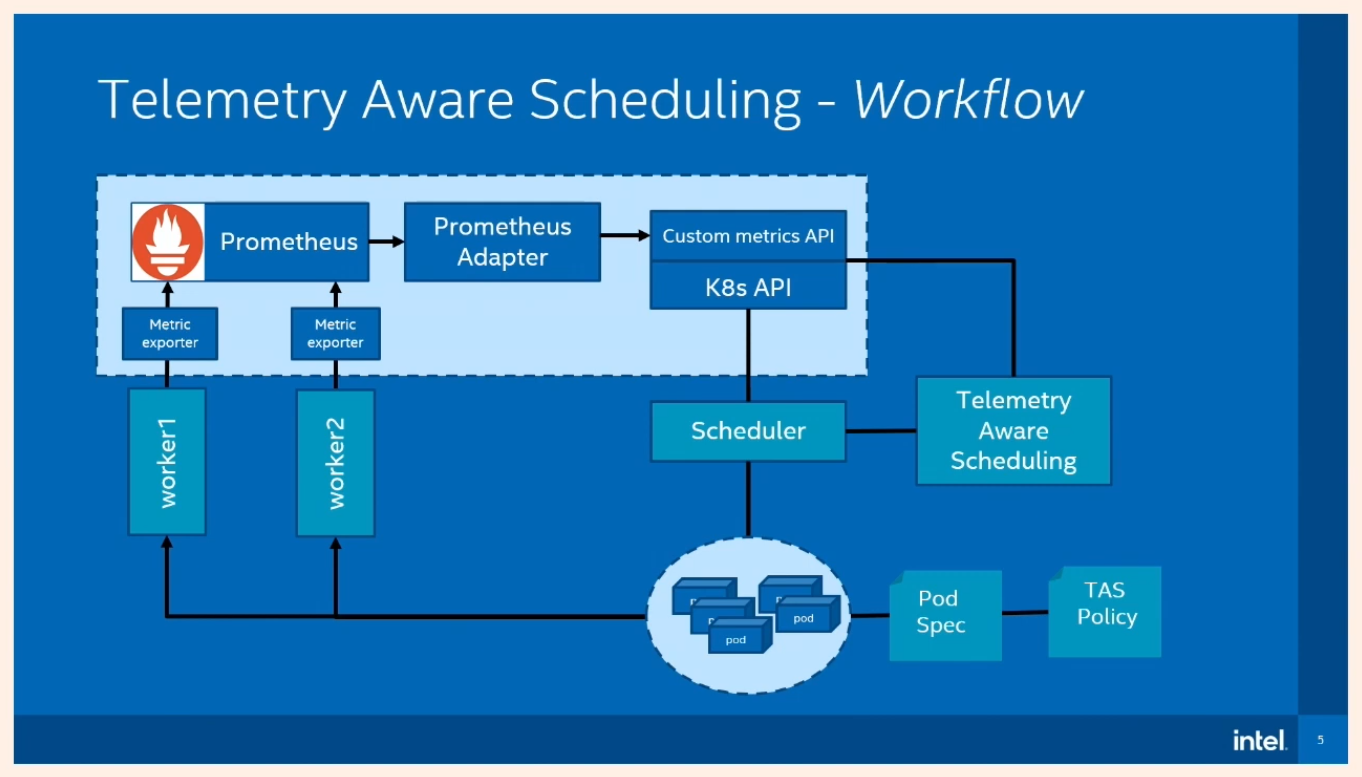 Telemetry Aware Scheduling - Workflow
Prometheus
Prometheus
Adapter
Custom metrics API
K8s API
Metric
exporter
Metric
exporter
worker1
worker2
Scheduler
Telemetry
Aware
Scheduling
pod
pod
Pod
Spec
TAS
Policy
intel.
5